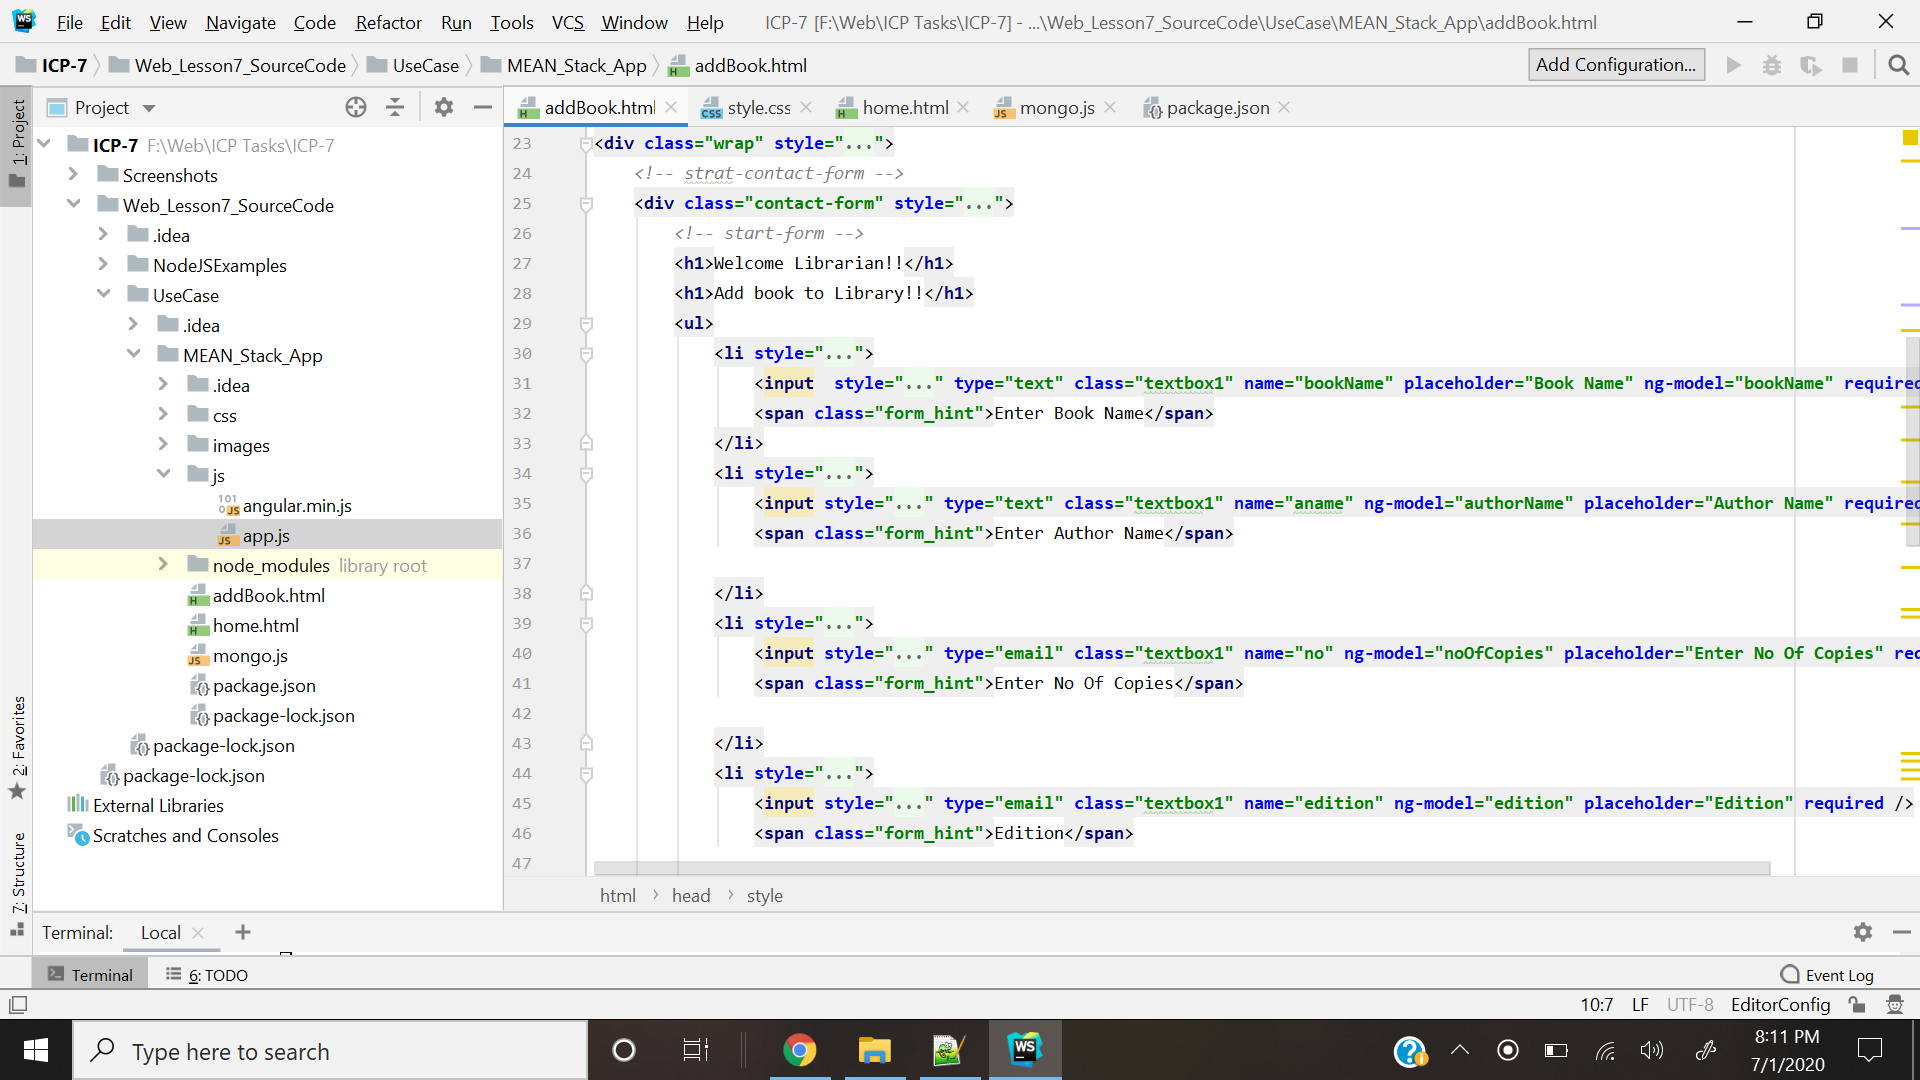 File Edit View Navigate Code Refactor Run Tools VCS Window Help ICP-7 [F:\Web\ICP Tasks\ICP-7] - ...\Web_Lesson7_SourceCode\UseCase\MEAN_Stack_App\addBook.html
ICP-7 Web_Lesson7_SourceCode UseCase MEAN_Stack_App addBook.html Add Configuration...
1: Project
2: Favorites
7: Structure
Project
ICP-7 F:\Web\ICP Tasks\ICP-7
Screenshots
Web_Lesson7_SourceCode
.idea
NodeJSExamples
UseCase
.idea
MEAN_Stack_App
.idea
css
images
js
angular.min.js
app.js
node_modules library root
addBook.html
home.html
mongo.js
package.json
package-lock.json
package-lock.json
package-lock.json
External Libraries
Scratches and Consoles
addBook.html style.css home.html mongo.js package.json
23 <div class="wrap" style="...">
24 <!-- strat-contact-form -->
25 <div class="contact-form" style="...">
26 <!-- start-form -->
27 <h1>Welcome Librarian!!</h1>
28 <h1>Add book to Library!!</h1>
29 <ul>
30 <li style="...">
31 <input  style="..." type="text" class="textbox1" name="bookName" placeholder="Book Name" ng-model="bookName" required
32 <span class="form_hint">Enter Book Name</span>
33 </li>
34 <li style="...">
35 <input style="..." type="text" class="textbox1" name="aname" ng-model="authorName" placeholder="Author Name" required
36 <span class="form_hint">Enter Author Name</span>
37
38 </li>
39 <li style="...">
40 <input style="..." type="email" class="textbox1" name="no" ng-model="noOfCopies" placeholder="Enter No Of Copies" req
41 <span class="form_hint">Enter No Of Copies</span>
42
43 </li>
44 <li style="...">
45 <input style="..." type="email" class="textbox1" name="edition" ng-model="edition" placeholder="Edition" required />
46 <span class="form_hint">Edition</span>
47
html head style
Terminal: Local
Terminal 6: TODO Event Log
10:7 LF UTF-8 EditorConfig
Type here to search
8:11 PM
7/1/2020